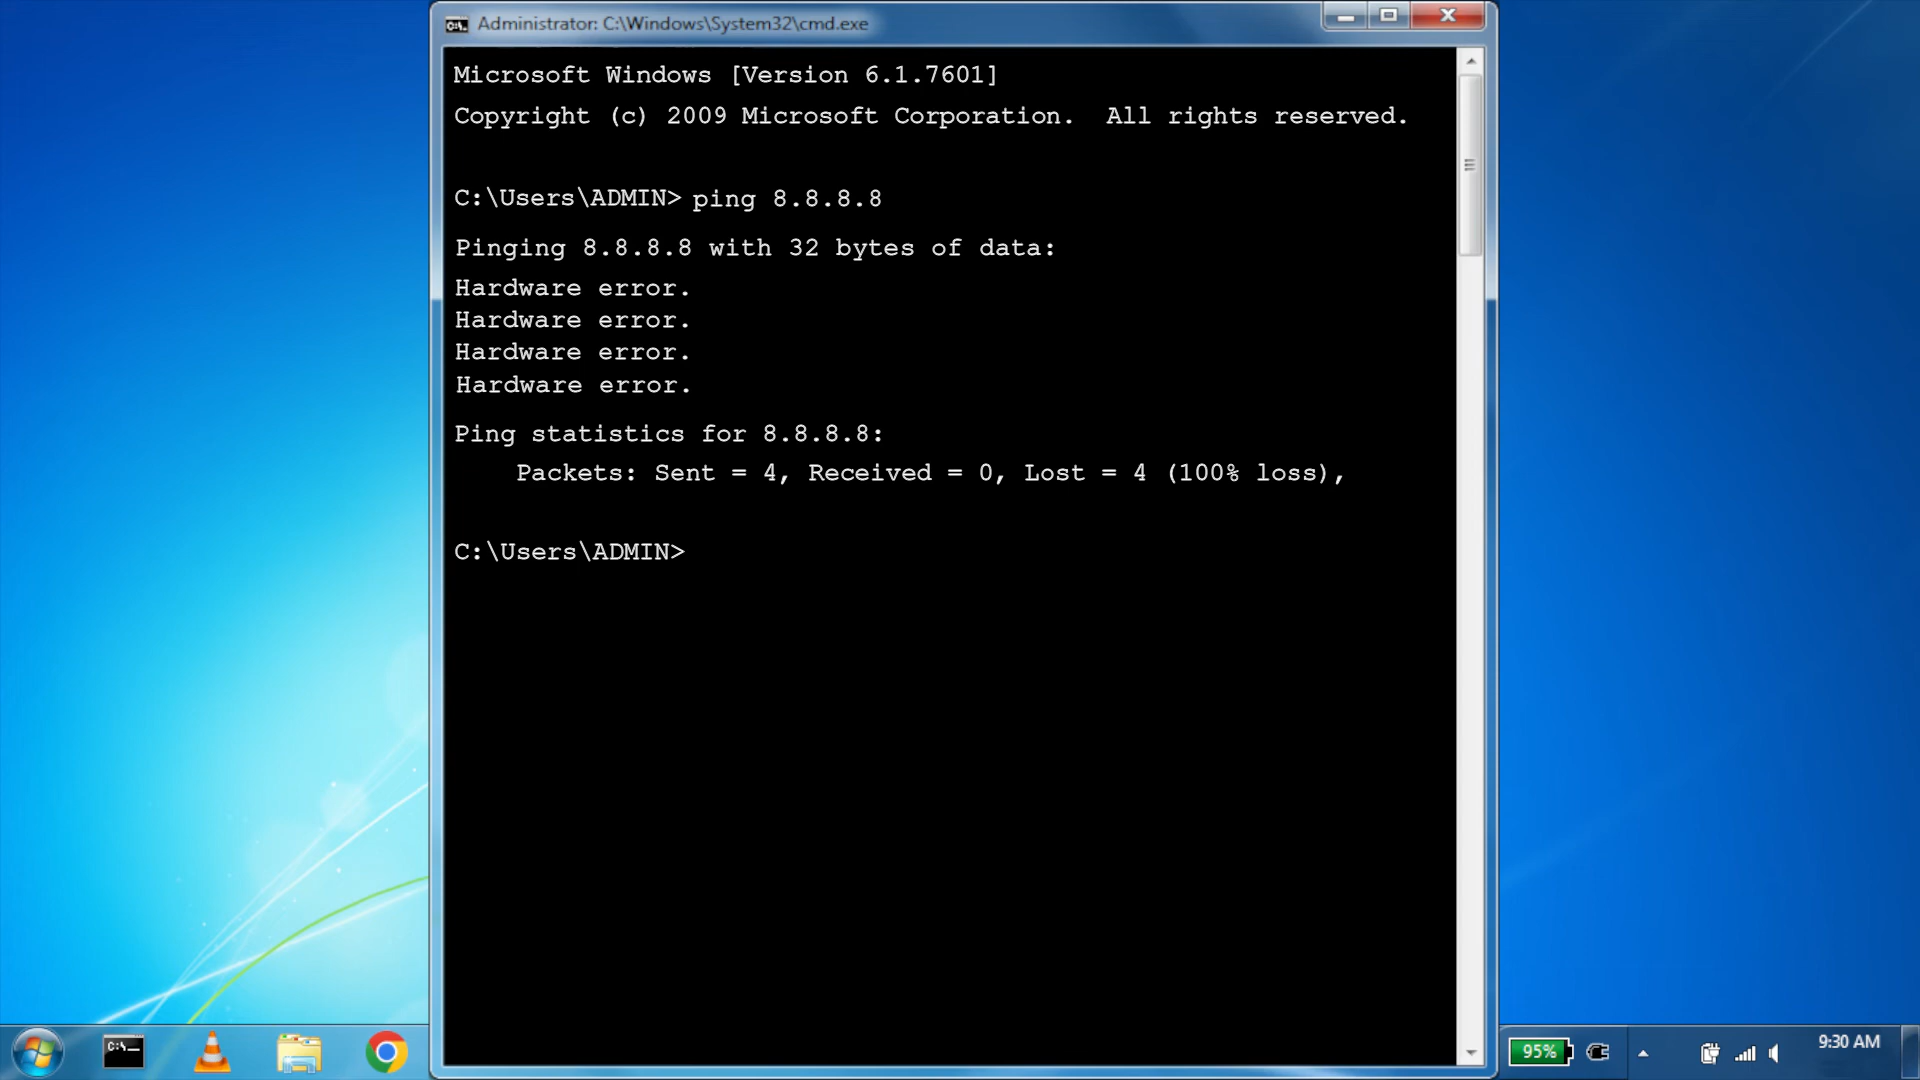 Administrator: C:\Windows\System32\cmd.exe
Microsoft Windows [Version 6.1.7601]
Copyright (c) 2009 Microsoft Corporation.  All rights reserved.
C:\Users\ADMIN> ping 8.8.8.8
Pinging 8.8.8.8 with 32 bytes of data:
Hardware error.
Hardware error.
Hardware error.
Hardware error.
Ping statistics for 8.8.8.8:
    Packets: Sent = 4, Received = 0, Lost = 4 (100% loss),
C:\Users\ADMIN>
C:\
95%
9:30 AM